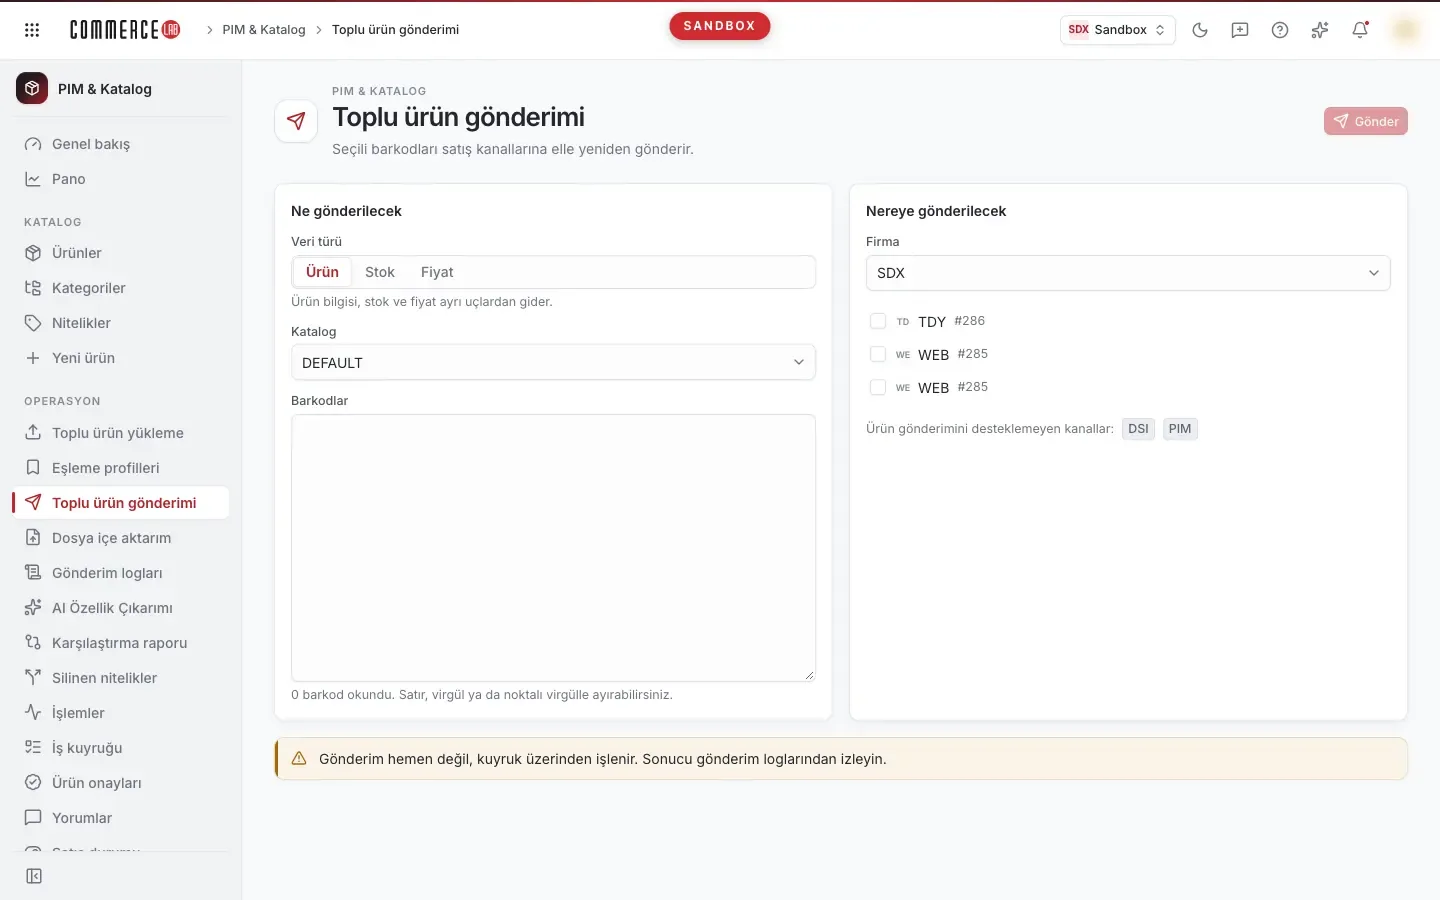 COMMERCE LAB
PIM & Katalog
Toplu ürün gönderimi
SANDBOX
SDX Sandbox
PIM & Katalog
Genel bakış
Pano
KATALOG
Ürünler
Kategoriler
Nitelikler
Yeni ürün
OPERASYON
Toplu ürün yükleme
Eşleme profilleri
Toplu ürün gönderimi
Dosya içe aktarım
Gönderim logları
AI Özellik Çıkarımı
Karşılaştırma raporu
Silinen nitelikler
İşlemler
İş kuyruğu
Ürün onayları
Yorumlar
PIM & KATALOG
Toplu ürün gönderimi
Seçili barkodları satış kanallarına elle yeniden gönderir.
Gönder
Ne gönderilecek
Veri türü
Ürün Stok Fiyat
Ürün bilgisi, stok ve fiyat ayrı uçlardan gider.
Katalog
DEFAULT
Barkodlar
0 barkod okundu. Satır, virgül ya da noktalı virgülle ayırabilirsiniz.
Nereye gönderilecek
Firma
SDX
TD TDY #286
WE WEB #285
WE WEB #285
Ürün gönderimini desteklemeyen kanallar: DSI PIM
Gönderim hemen değil, kuyruk üzerinden işlenir. Sonucu gönderim loglarından izleyin.